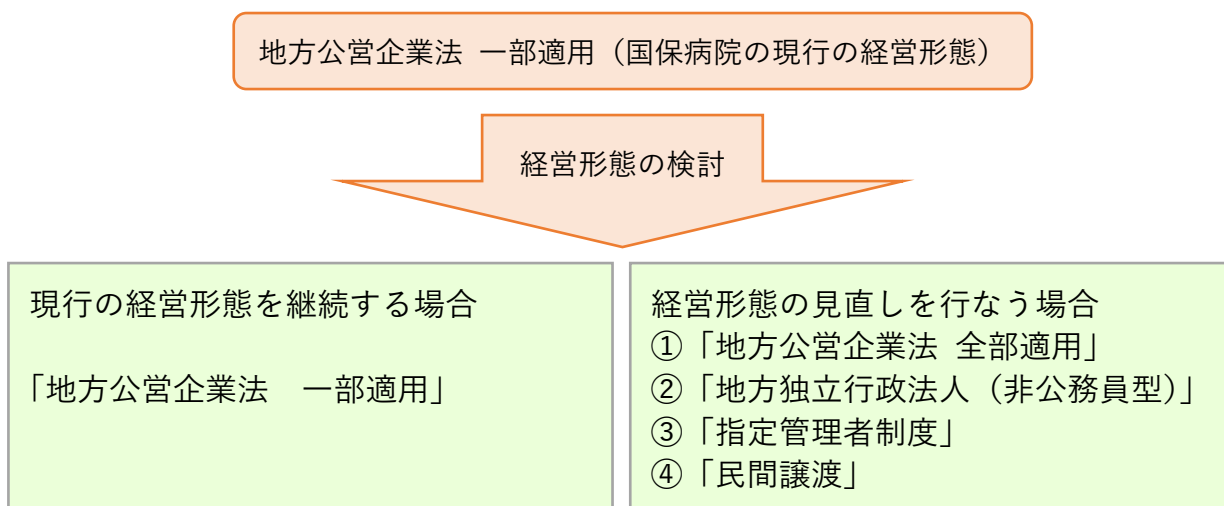 地方公営企業法 一部適用（国保病院の現行の経営形態）
経営形態の検討
現行の経営形態を継続する場合
「地方公営企業法　一部適用」
経営形態の見直しを行なう場合
①「地方公営企業法 全部適用」
②「地方独立行政法人（非公務員型）」
③「指定管理者制度」
④「民間譲渡」